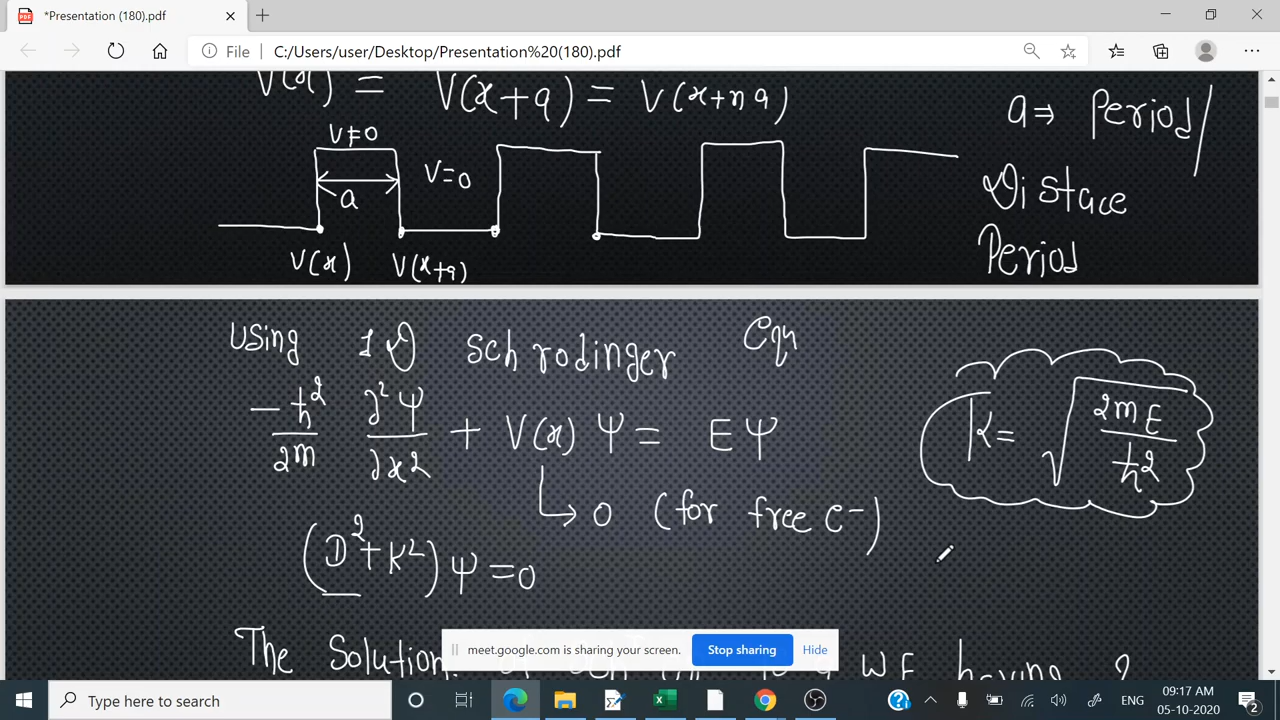 *Presentation (180).pdf
File C:/Users/user/Desktop/Presentation%20(180).pdf
V(x) = V(x+a) = V(x+na)
a ⇒ Period/
Distace
Period
V≠0
V=0
a
V(x) V(x+a)
Using 1D Schrodinger Eqn
-ħ²/2m ∂²Ψ/∂x² + V(x) Ψ = EΨ
K = √(2mE/ħ²)
↳ 0 (for free e-)
(D²+K²) Ψ = 0
The Solution
WF having
meet.google.com is sharing your screen. Stop sharing Hide
Type here to search
ENG
09:17 AM
05-10-2020
2